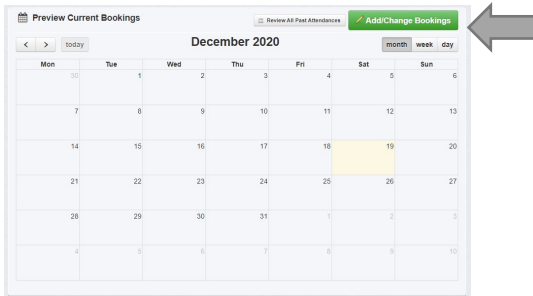 Preview Current Bookings Review All Past Attendances Add/Change Bookings
< > today December 2020 month week day
Mon Tue Wed Thu Fri Sat Sun
30 1 2 3 4 5 6
7 8 9 10 11 12 13
14 15 16 17 18 19 20
21 22 23 24 25 26 27
28 29 30 31 1 2 3
4 5 6 7 8 9 10